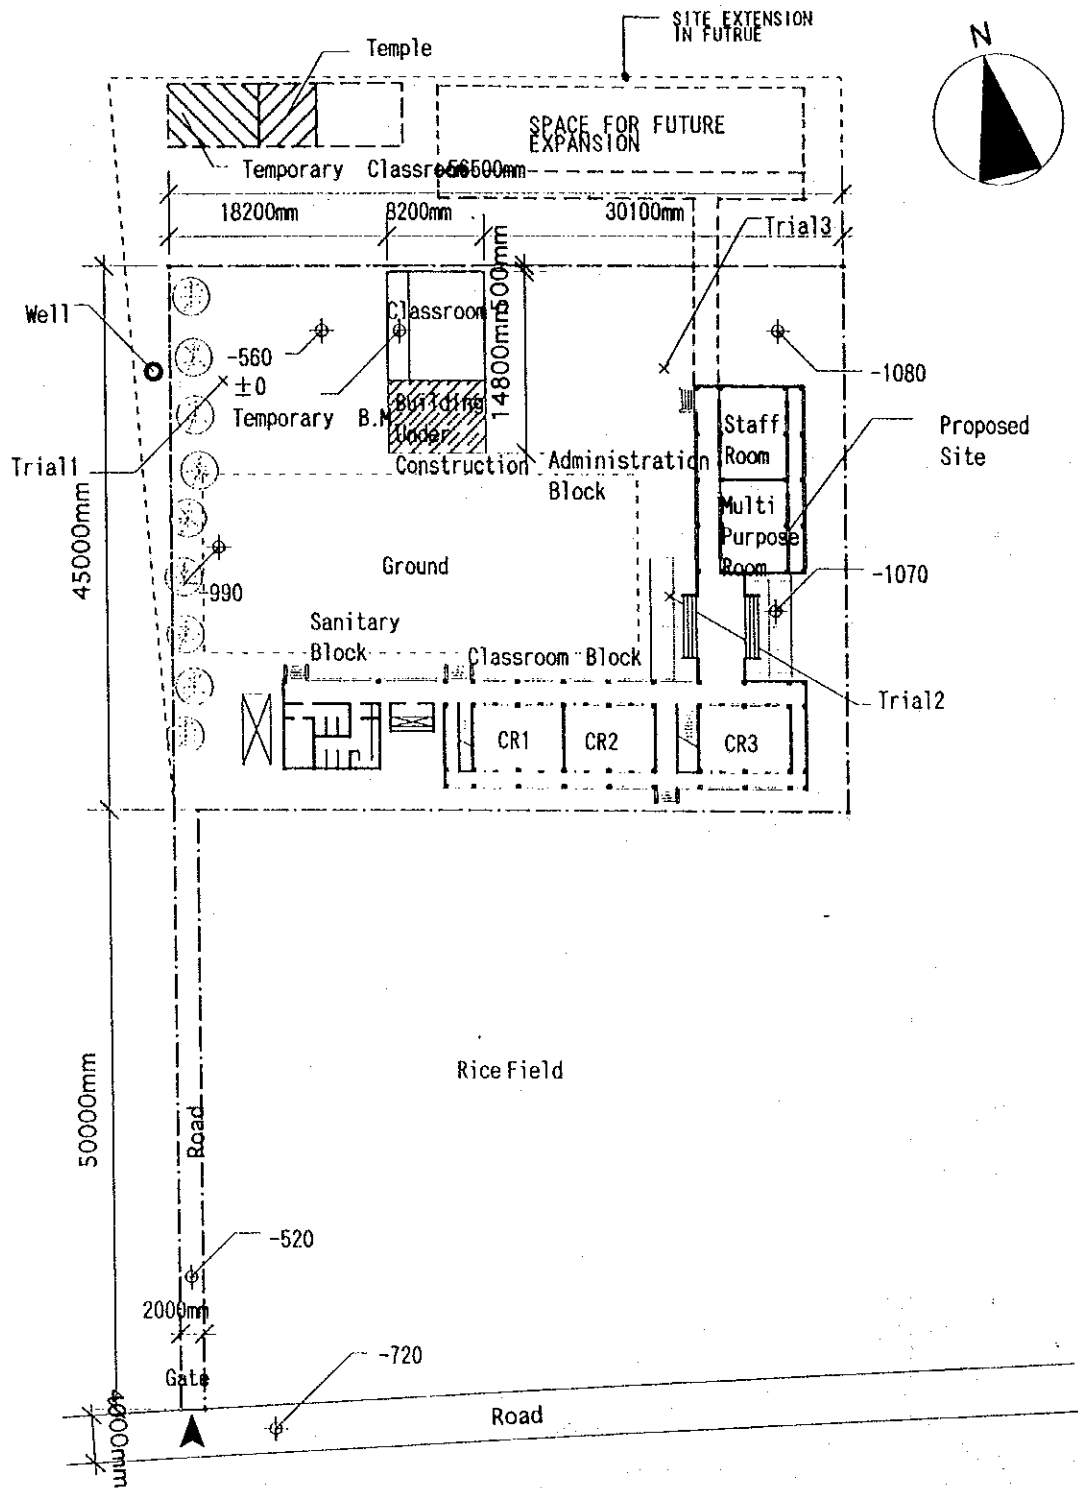 SITE EXTENSION
IN FUTRUE
N
Temple
SPACE FOR FUTURE
EXPANSION
Temporary Classroom
56500mm
18200mm
8200mm
30100mm
Trial3
500mm
14800mm
Well
Classroom
-560
±0
Temporary B.M
-1080
Building
Under
Construction
Staff
Room
Proposed
Site
Trial1
Administration
Block
Multi
Purpose
Room
45000mm
Ground
-990
-1070
Sanitary
Block
Classroom Block
Trial2
CR1
CR2
CR3
Rice Field
50000mm
Road
-520
2000mm
-720
Gate
Road
4000mm